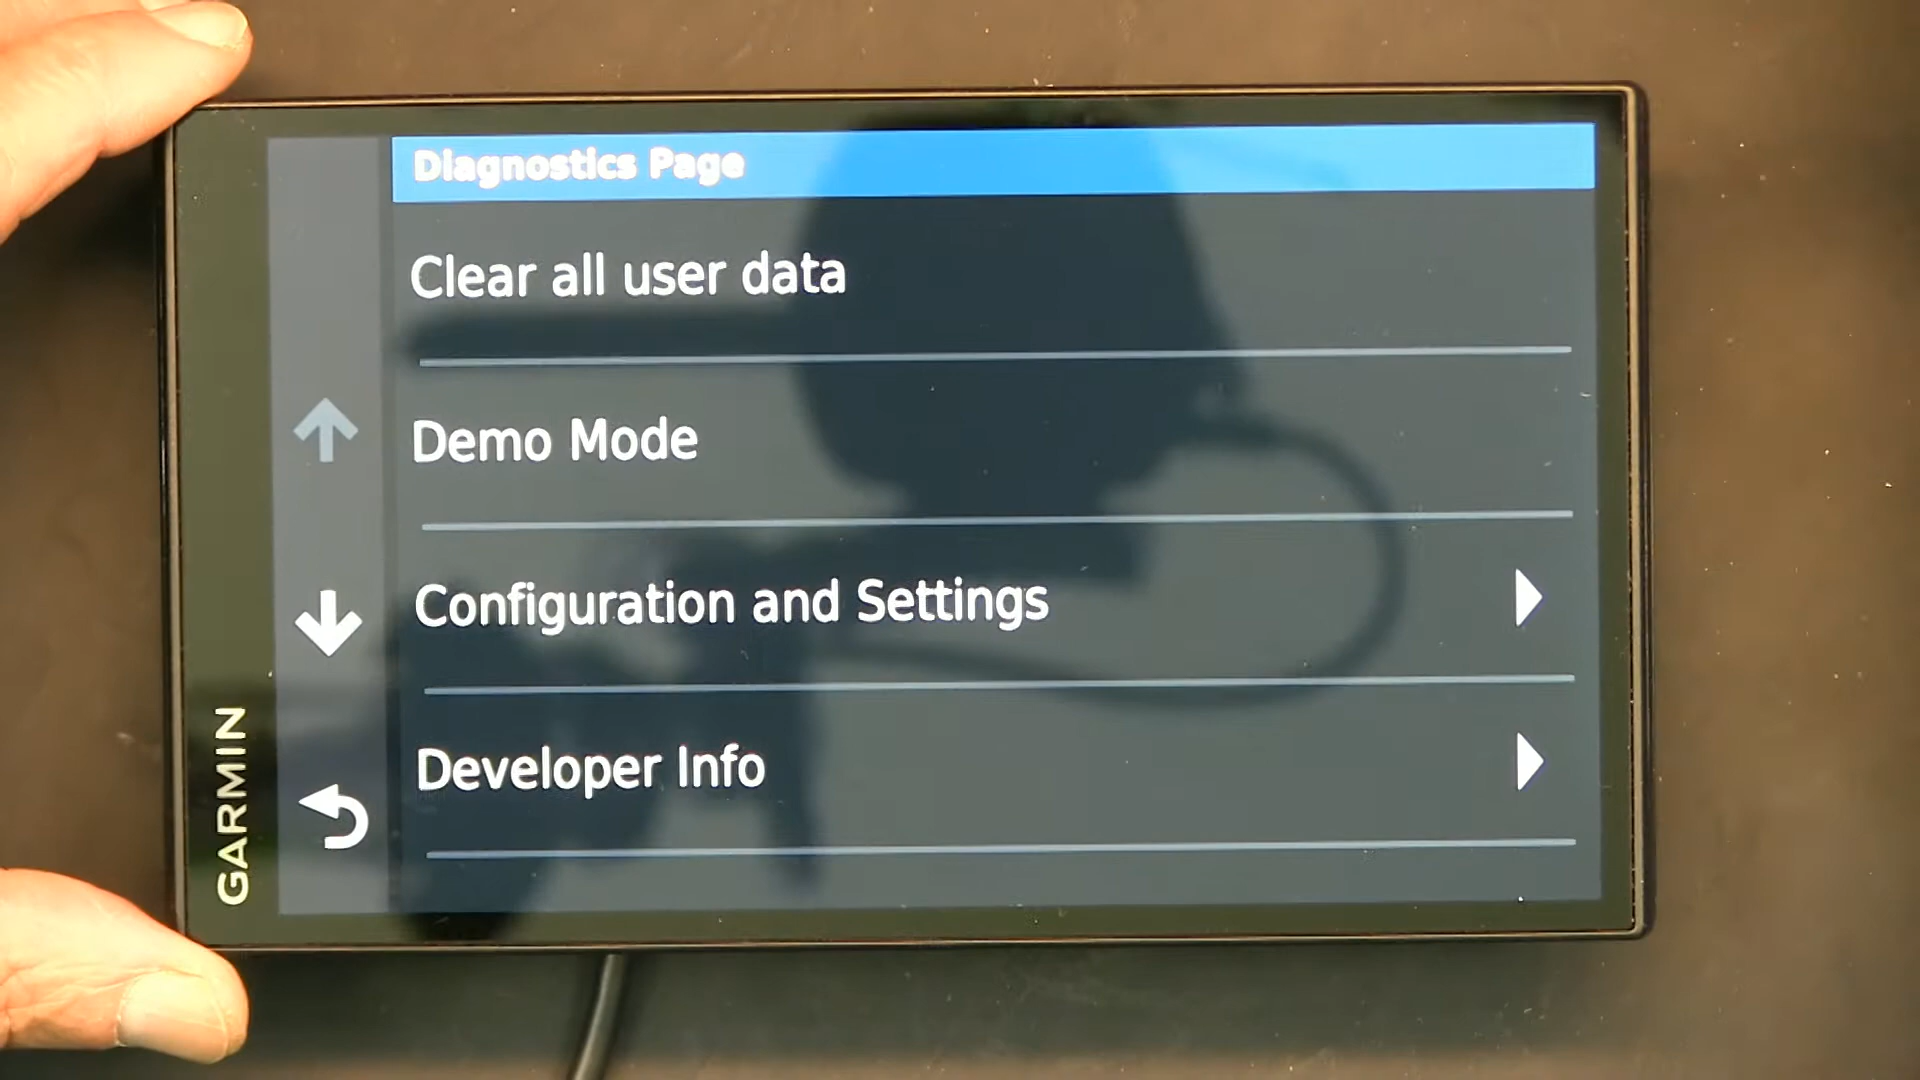 Diagnostics Page
Clear all user data
Demo Mode
Configuration and Settings
Developer Info
GARMIN